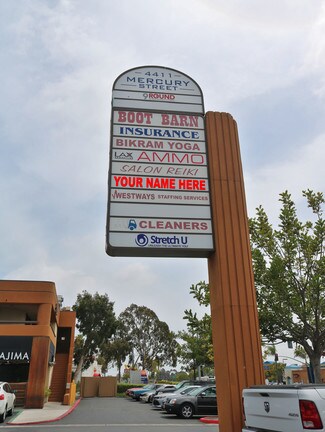 4411
MERCURY
STREET
ROUND
BOOT BARN
INSURANCE
BIKRAM YOGA
LAX AMMO
SALON REIKI
YOUR NAME HERE
WESTWAYS STAFFING SERVICES
CLEANERS
Stretch U
AJIMA
RAM